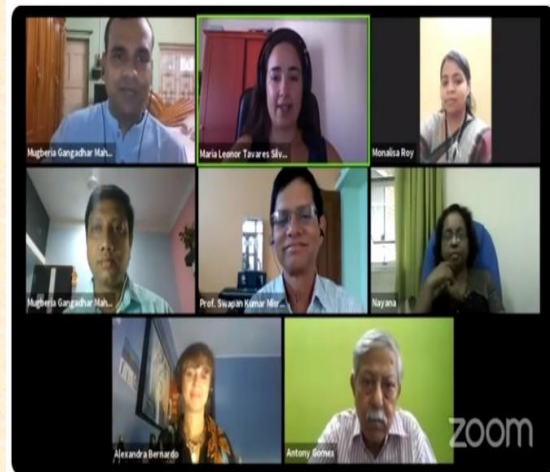 Mugberia Gangadhar Mah...
Maria Leonor Tavares Silv...
Monalisa Roy
Mugberia Gangadhar Mah...
Prof. Swapan Kumar Misr...
Nayana
Alexandra Bernardo
Antony Gomes
zoom